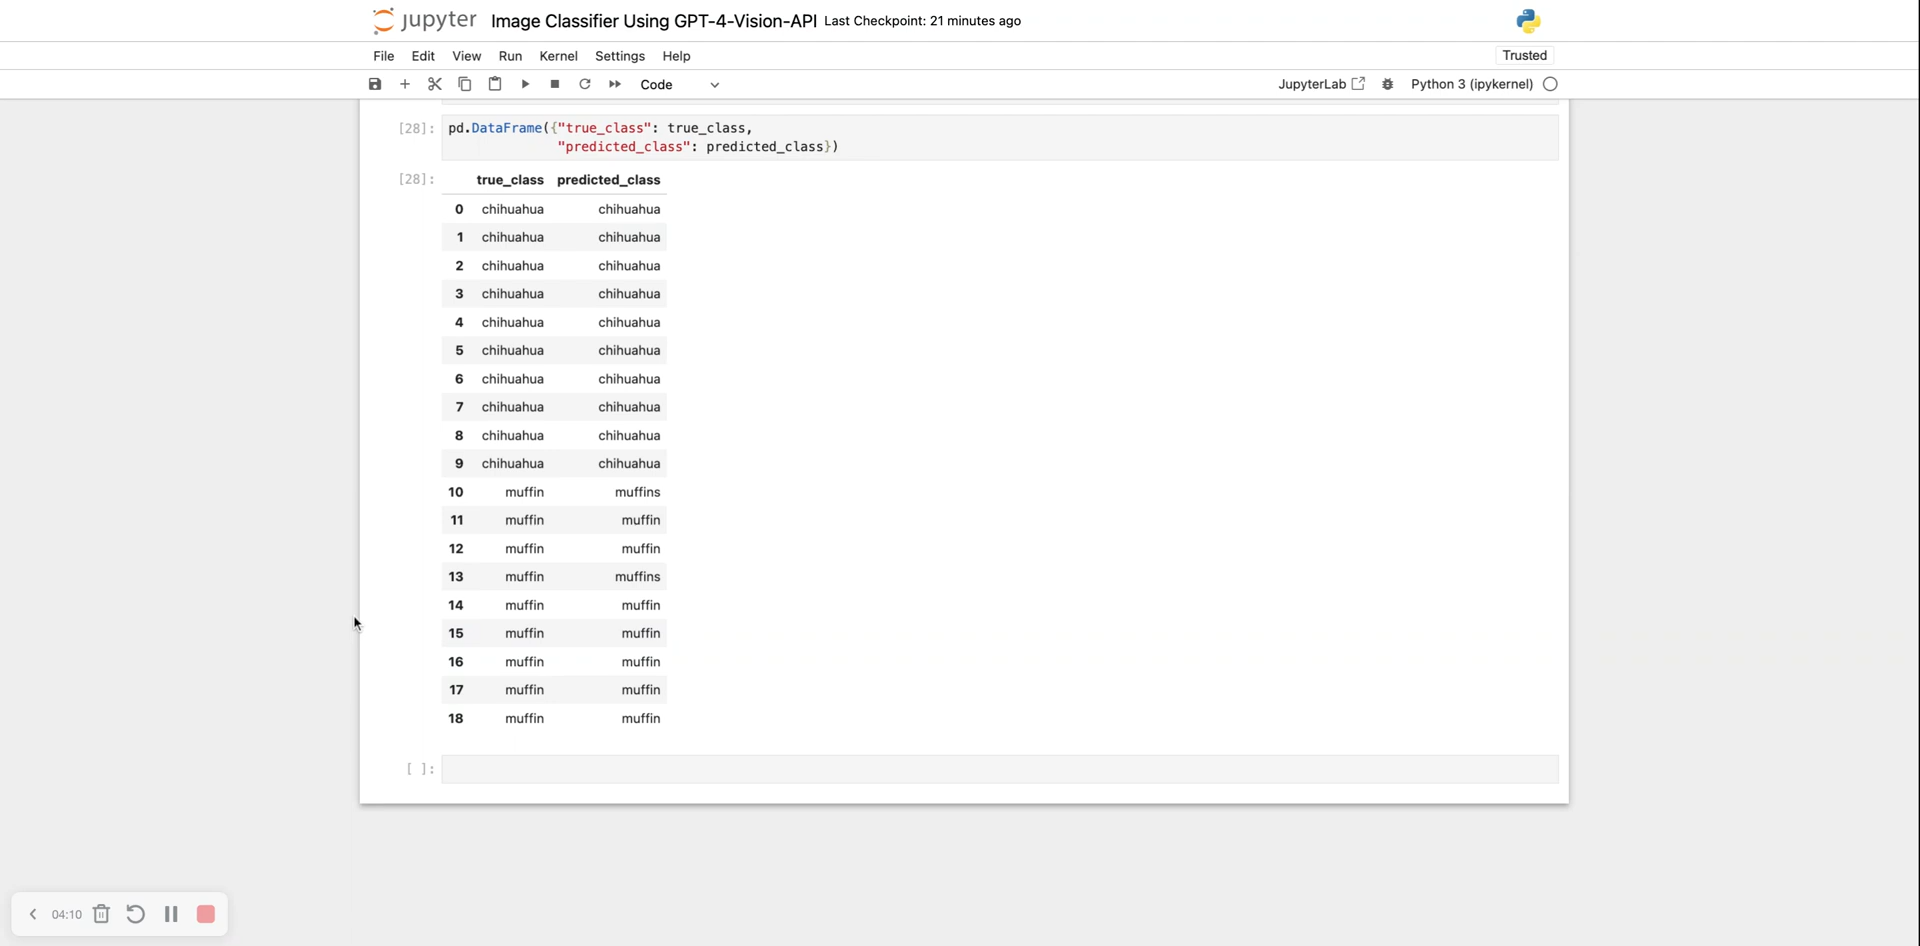 jupyter Image Classifier Using GPT-4-Vision-API Last Checkpoint: 21 minutes ago
File Edit View Run Kernel Settings Help Trusted
Code JupyterLab Python 3 (ipykernel)
[28]: pd.DataFrame({"true_class": true_class,
"predicted_class": predicted_class})
[28]: true_class predicted_class
0 chihuahua chihuahua
1 chihuahua chihuahua
2 chihuahua chihuahua
3 chihuahua chihuahua
4 chihuahua chihuahua
5 chihuahua chihuahua
6 chihuahua chihuahua
7 chihuahua chihuahua
8 chihuahua chihuahua
9 chihuahua chihuahua
10 muffin muffins
11 muffin muffin
12 muffin muffin
13 muffin muffins
14 muffin muffin
15 muffin muffin
16 muffin muffin
17 muffin muffin
18 muffin muffin
[ ]:
04:10